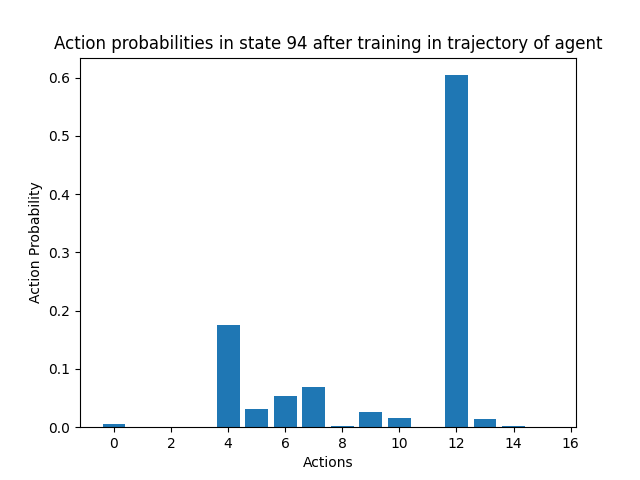 Action probabilities in state 94 after training in trajectory of agent
0.6
0.5
0.4
0.3
0.2
0.1
0.0
Action Probability
0 2 4 6 8 10 12 14 16
Actions